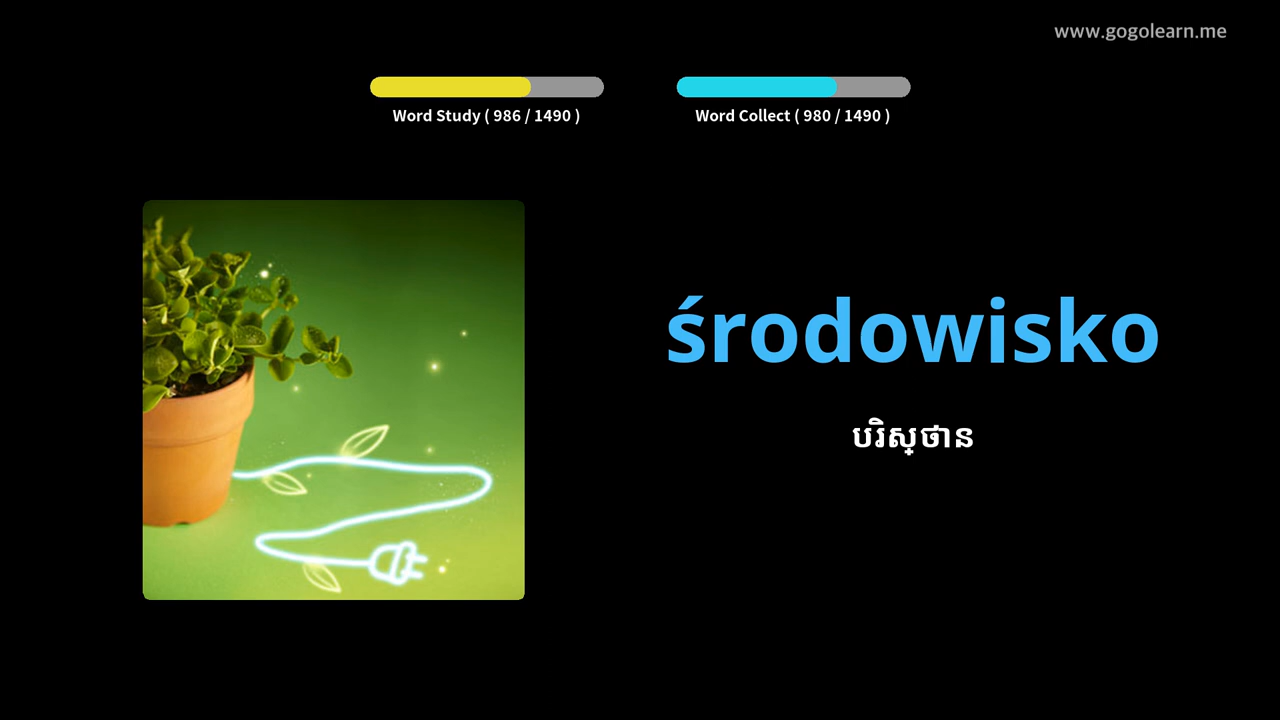 www.gogolearn.me
Word Study ( 986 / 1490 )
Word Collect ( 980 / 1490 )
środowisko
បរិស្ថាន